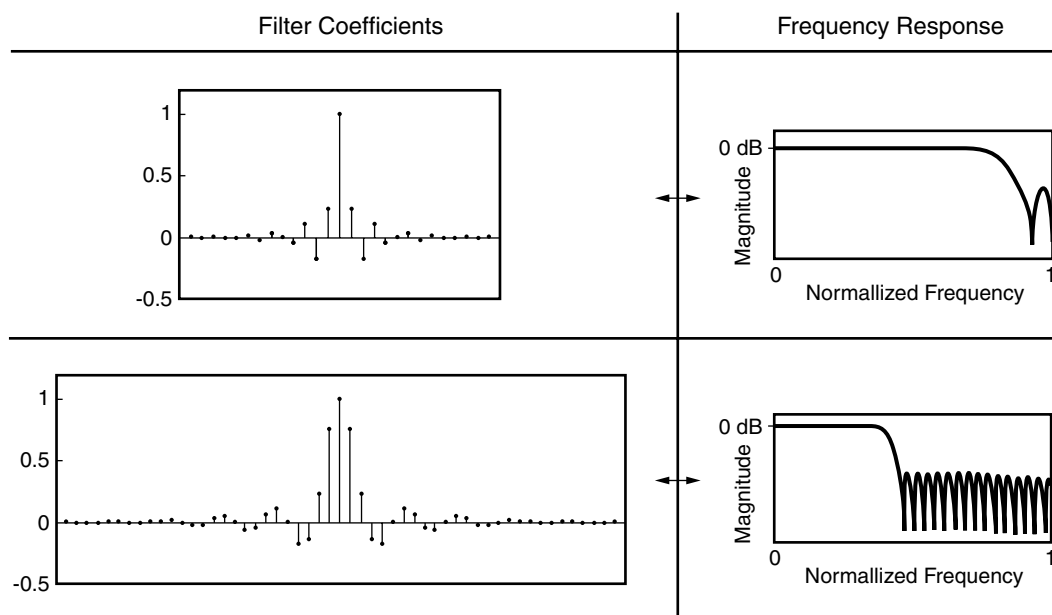 Filter Coefficients
Frequency Response
1
0.5
0
-0.5
0 dB
Magnitude
0
1
Normallized Frequency
1
0.5
0
-0.5
0 dB
Magnitude
0
1
Normallized Frequency